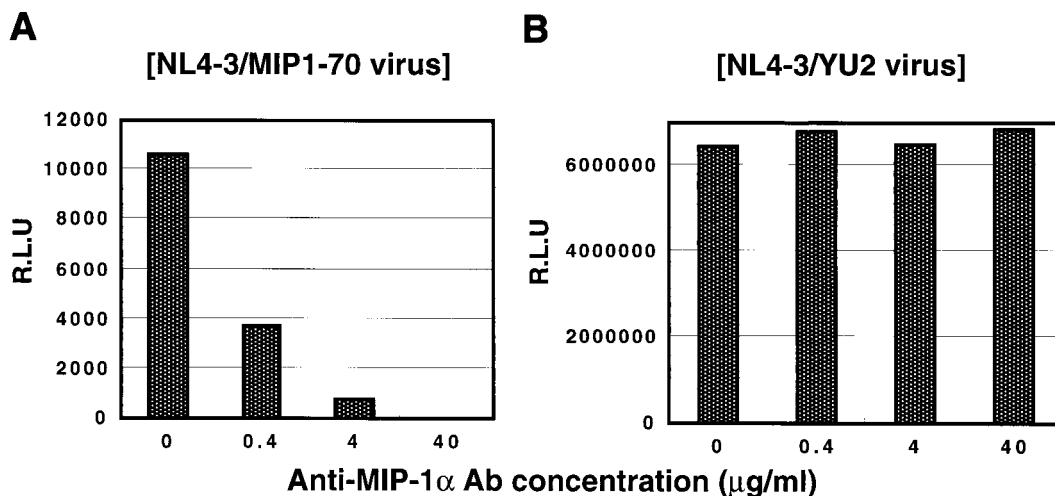 A
[NL4-3/MIP1-70 virus]
12000
10000
8000
6000
4000
2000
0
R.L.U
0 0.4 4 40
B
[NL4-3/YU2 virus]
6000000
4000000
2000000
0
R.L.U
0 0.4 4 40
Anti-MIP-1α Ab concentration (μg/ml)